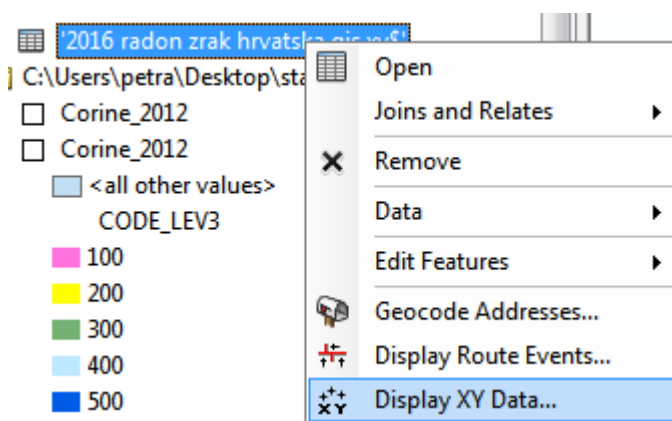 '2016 radon zrak hrvatska gis xy$'
C:\Users\petra\Desktop\sta
Corine_2012
Corine_2012
<all other values>
CODE_LEV3
100
200
300
400
500
Open
Joins and Relates
Remove
Data
Edit Features
Geocode Addresses...
Display Route Events...
Display XY Data...